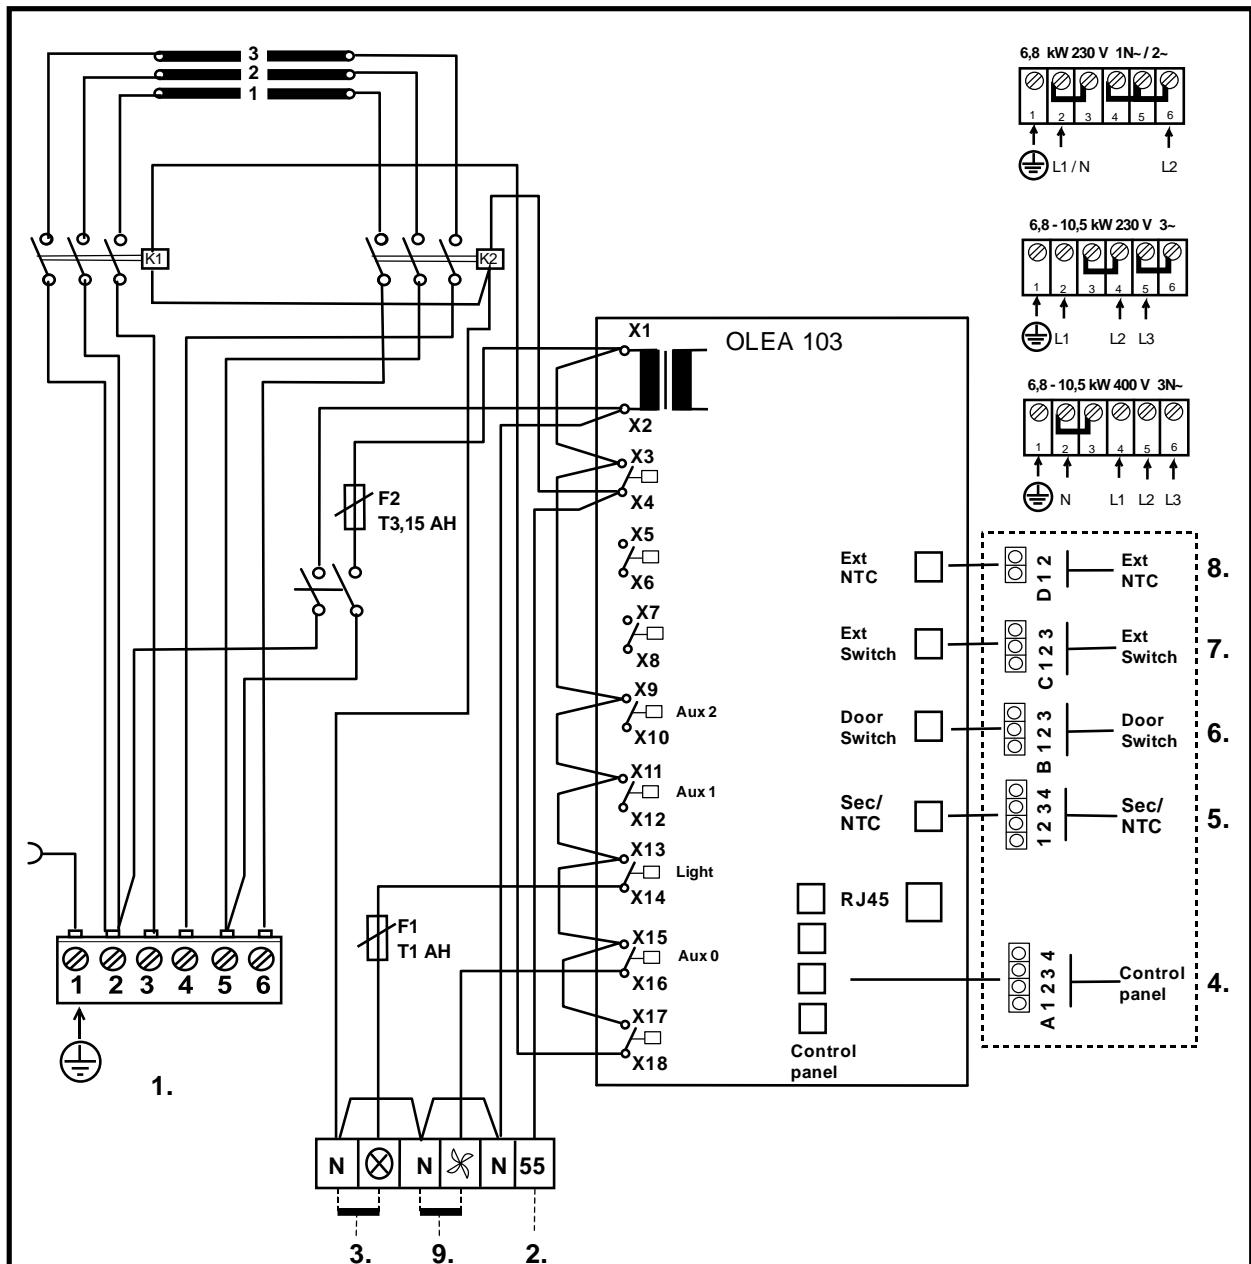 3
2
1
K1
K2
6,8 kW 230 V 1N~ / 2~
1 2 3 4 5 6
L1 / N L2
6,8 - 10,5 kW 230 V 3~
1 2 3 4 5 6
L1 L2 L3
6,8 - 10,5 kW 400 V 3N~
1 2 3 4 5 6
N L1 L2 L3
OLEA 103
X1
X2
X3
X4
X5
X6
X7
X8
X9
Aux 2
X10
X11
Aux 1
X12
X13
Light
X14
X15
Aux 0
X16
X17
X18
F2
T3,15 AH
F1
T1 AH
Ext
NTC
D 1 2
Ext
NTC
8.
Ext
Switch
C 1 2 3
Ext
Switch
7.
Door
Switch
B 1 2 3
Door
Switch
6.
Sec/
NTC
1 2 3 4
Sec/
NTC
5.
RJ45
A 1 2 3 4
Control
panel
4.
Control
panel
1 2 3 4 5 6
1.
N N N 55
3. 9. 2.